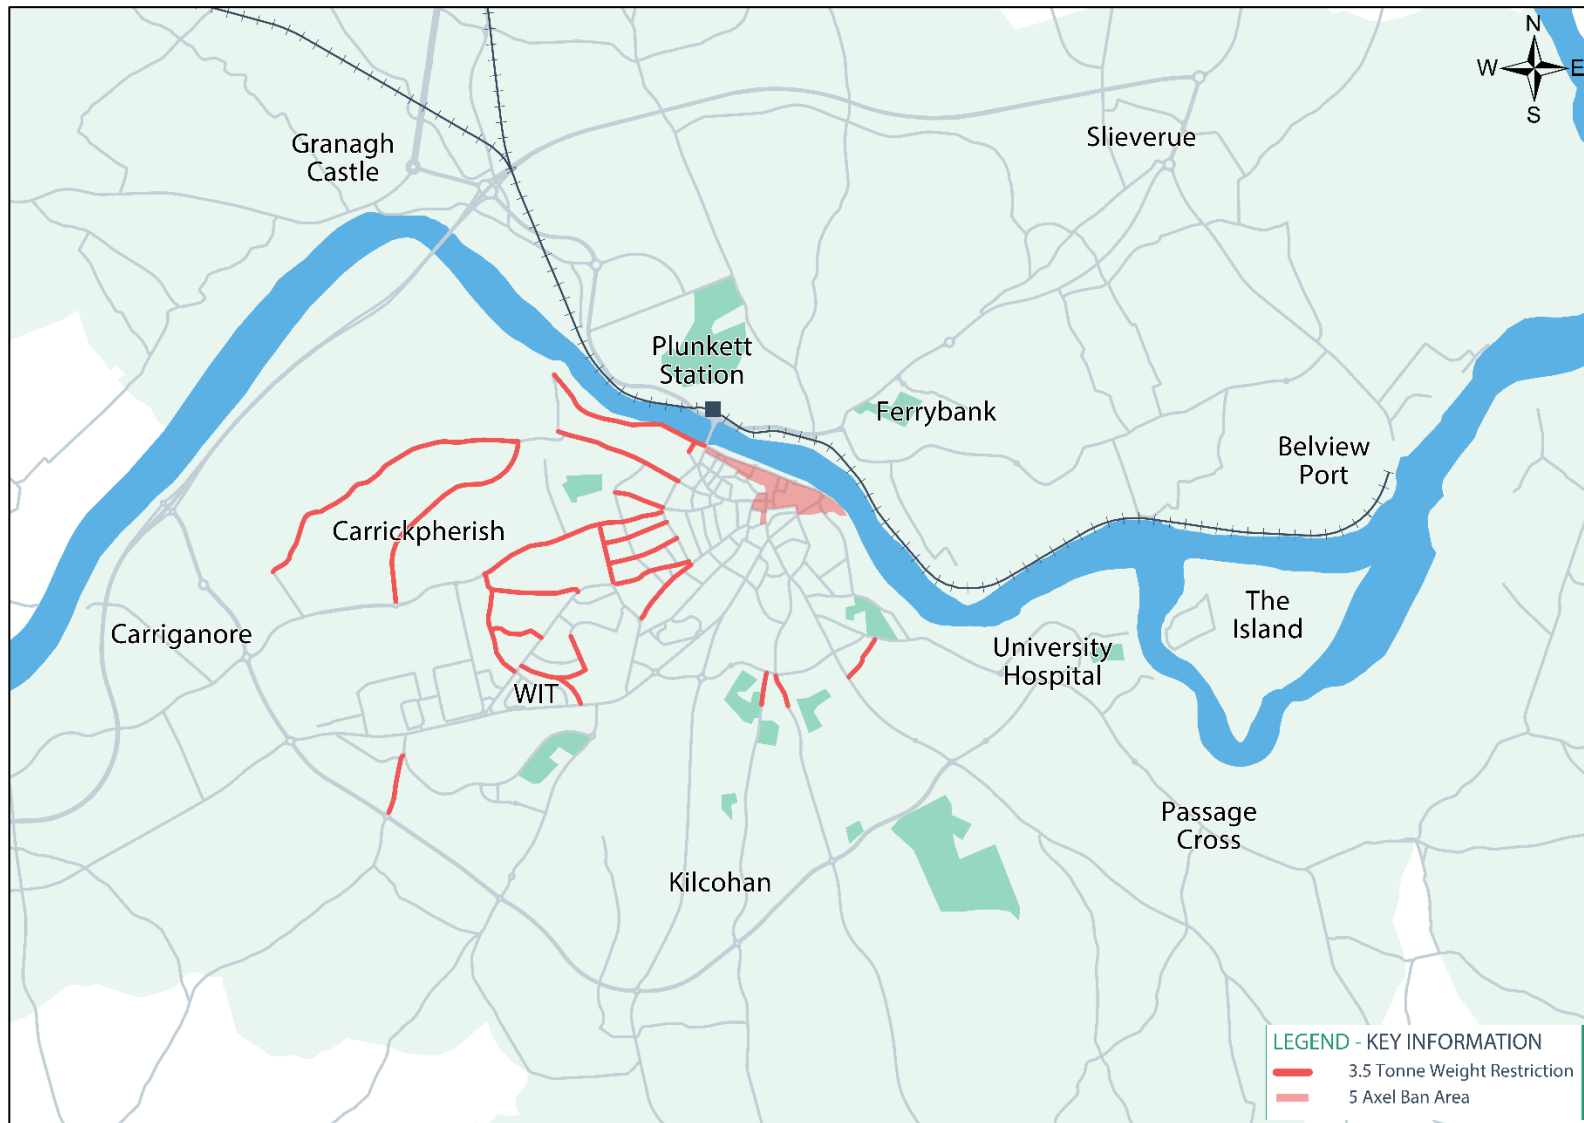 N
W E
S
Granagh
Castle
Slieverue
Plunkett
Station
Ferrybank
Belview
Port
Carrickpherish
The
Island
Carriganore
University
Hospital
WIT
Passage
Cross
Kilcohan
LEGEND - KEY INFORMATION
3.5 Tonne Weight Restriction
5 Axel Ban Area